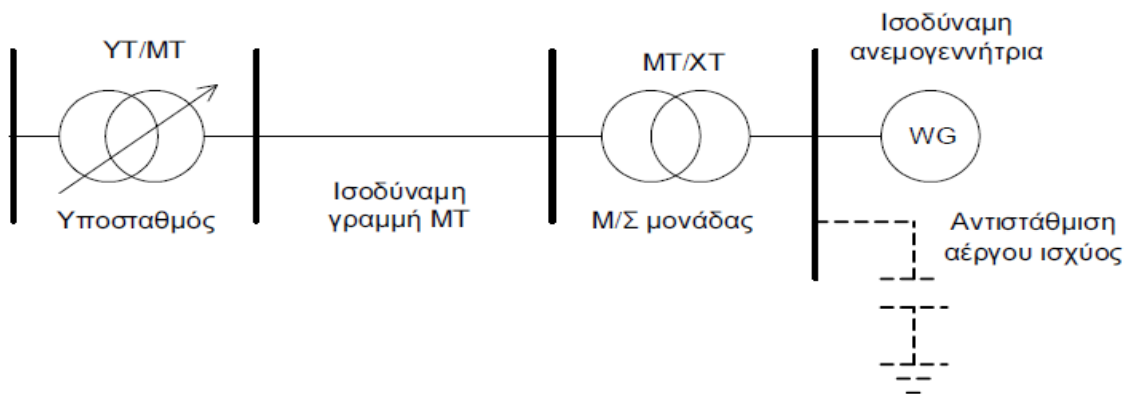 ΥΤ/ΜΤ
Υποσταθμός
Ισοδύναμη
γραμμή ΜΤ
ΜΤ/ΧΤ
Μ/Σ μονάδας
Ισοδύναμη
ανεμογεννήτρια
WG
Αντιστάθμιση
αέργου ισχύος